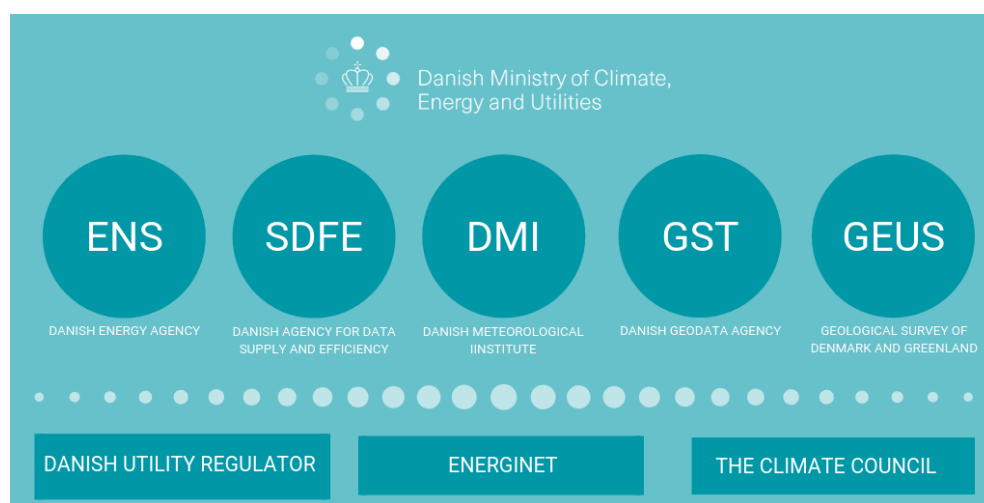 Danish Ministry of Climate,
Energy and Utilities
ENS
SDFE
DMI
GST
GEUS
DANISH ENERGY AGENCY
DANISH AGENCY FOR DATA
SUPPLY AND EFFICIENCY
DANISH METEOROLOGICAL
IINSTITUTE
DANISH GEODATA AGENCY
GEOLOGICAL SURVEY OF
DENMARK AND GREENLAND
DANISH UTILITY REGULATOR
ENERGINET
THE CLIMATE COUNCIL